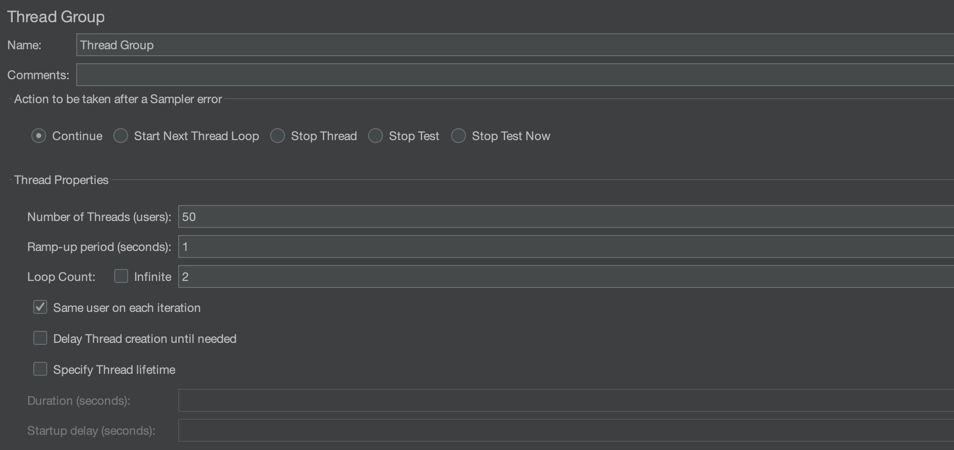 Thread Group
Name: Thread Group
Comments:
Action to be taken after a Sampler error
Continue Start Next Thread Loop Stop Thread Stop Test Stop Test Now
Thread Properties
Number of Threads (users): 50
Ramp-up period (seconds): 1
Loop Count: Infinite 2
Same user on each iteration
Delay Thread creation until needed
Specify Thread lifetime
Duration (seconds):
Startup delay (seconds):